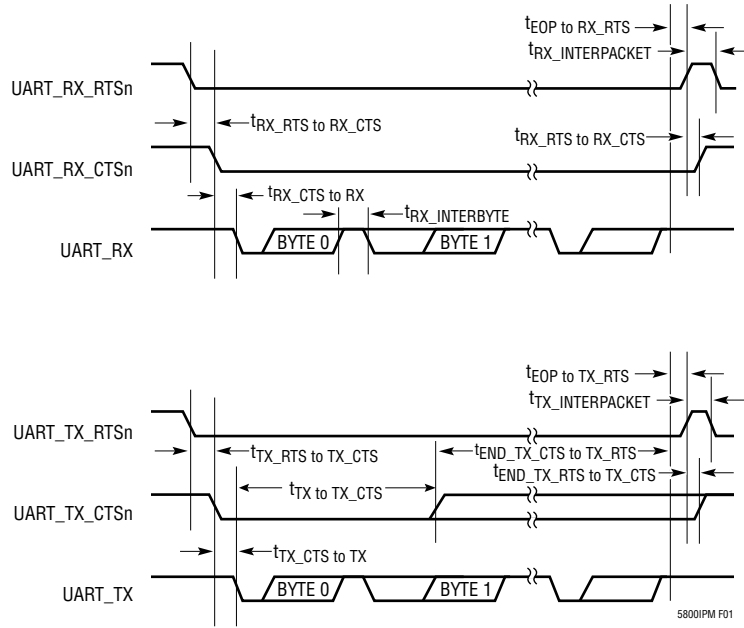 tEOP to RX_RTS
tRX_INTERPACKET
UART_RX_RTSn
tRX_RTS to RX_CTS
tRX_RTS to RX_CTS
UART_RX_CTSn
tRX_CTS to RX
tRX_INTERBYTE
UART_RX
BYTE 0
BYTE 1
tEOP to TX_RTS
tTX_INTERPACKET
UART_TX_RTSn
tTX_RTS to TX_CTS
tEND_TX_CTS to TX_RTS
tEND_TX_RTS to TX_CTS
tTX to TX_CTS
UART_TX_CTSn
tTX_CTS to TX
UART_TX
BYTE 0
BYTE 1
5800IPM F01